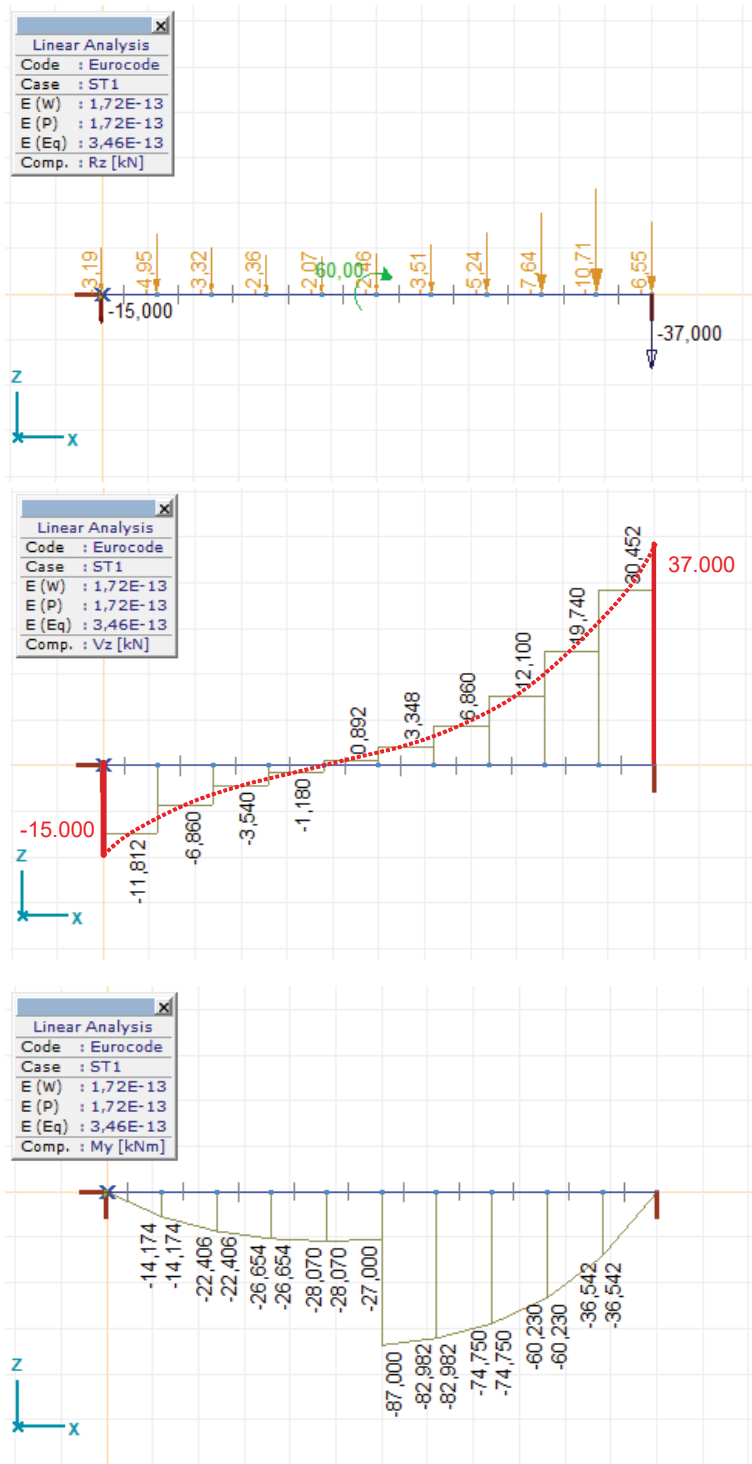 Linear Analysis
Code : Eurocode
Case : ST1
E (W) : 1,72E-13
E (P) : 1,72E-13
E (Eq) : 3,46E-13
Comp. : Rz [kN]
-3,19
-4,95
-3,32
-2,36
-2,07
60,00
-2,46
-3,51
-5,24
-7,64
-10,71
-6,55
-15,000
-37,000
Z
X
Linear Analysis
Code : Eurocode
Case : ST1
E (W) : 1,72E-13
E (P) : 1,72E-13
E (Eq) : 3,46E-13
Comp. : Vz [kN]
37.000
30,452
19,740
12,100
6,860
3,348
0,892
-1,180
-3,540
-6,860
-11,812
-15.000
Z
X
Linear Analysis
Code : Eurocode
Case : ST1
E (W) : 1,72E-13
E (P) : 1,72E-13
E (Eq) : 3,46E-13
Comp. : My [kNm]
-14,174
-14,174
-22,406
-22,406
-26,654
-26,654
-28,070
-28,070
-27,000
-87,000
-82,982
-82,982
-74,750
-74,750
-60,230
-60,230
-36,542
-36,542
Z
X